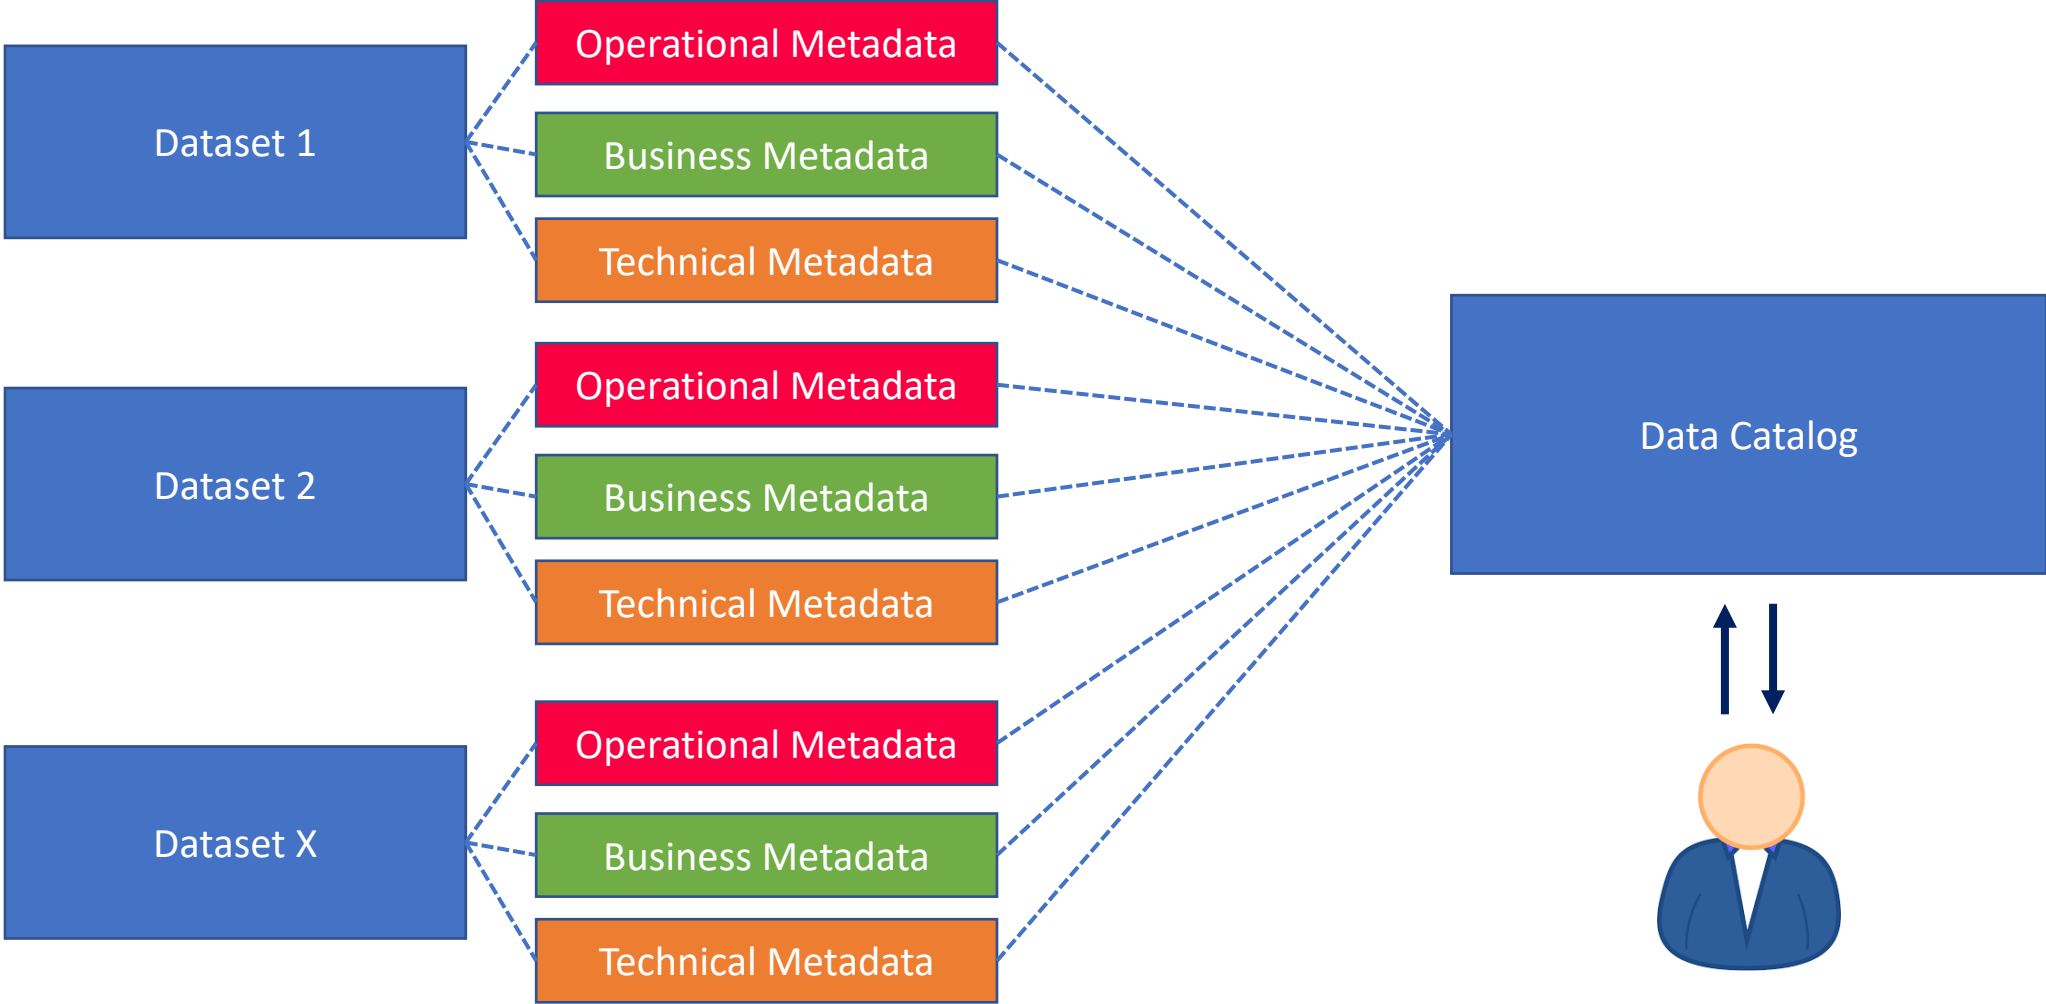 Dataset 1
Operational Metadata
Business Metadata
Technical Metadata
Dataset 2
Operational Metadata
Business Metadata
Technical Metadata
Dataset X
Operational Metadata
Business Metadata
Technical Metadata
Data Catalog